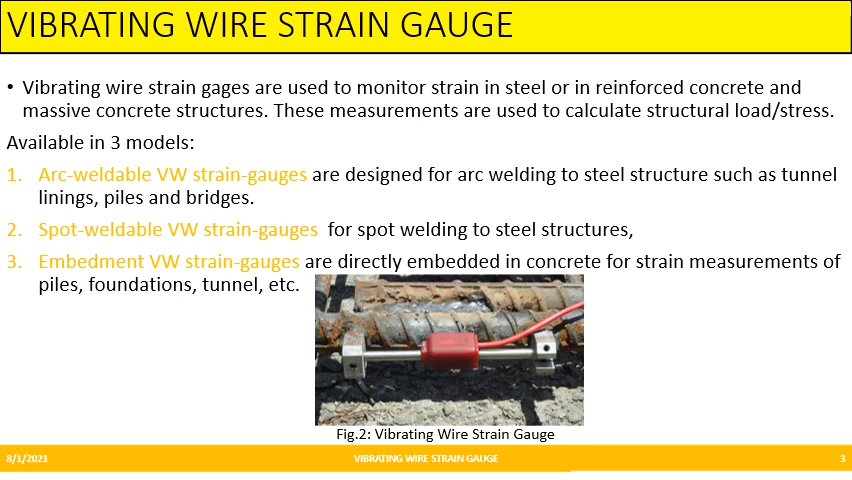 VIBRATING WIRE STRAIN GAUGE
• Vibrating wire strain gages are used to monitor strain in steel or in reinforced concrete and
massive concrete structures. These measurements are used to calculate structural load/stress.
Available in 3 models:
1. Arc-weldable VW strain-gauges are designed for arc welding to steel structure such as tunnel
linings, piles and bridges.
2. Spot-weldable VW strain-gauges for spot welding to steel structures,
3. Embedment VW strain-gauges are directly embedded in concrete for strain measurements of
piles, foundations, tunnel, etc.
Fig.2: Vibrating Wire Strain Gauge
8/1/2021 VIBRATING WIRE STRAIN GAUGE 3